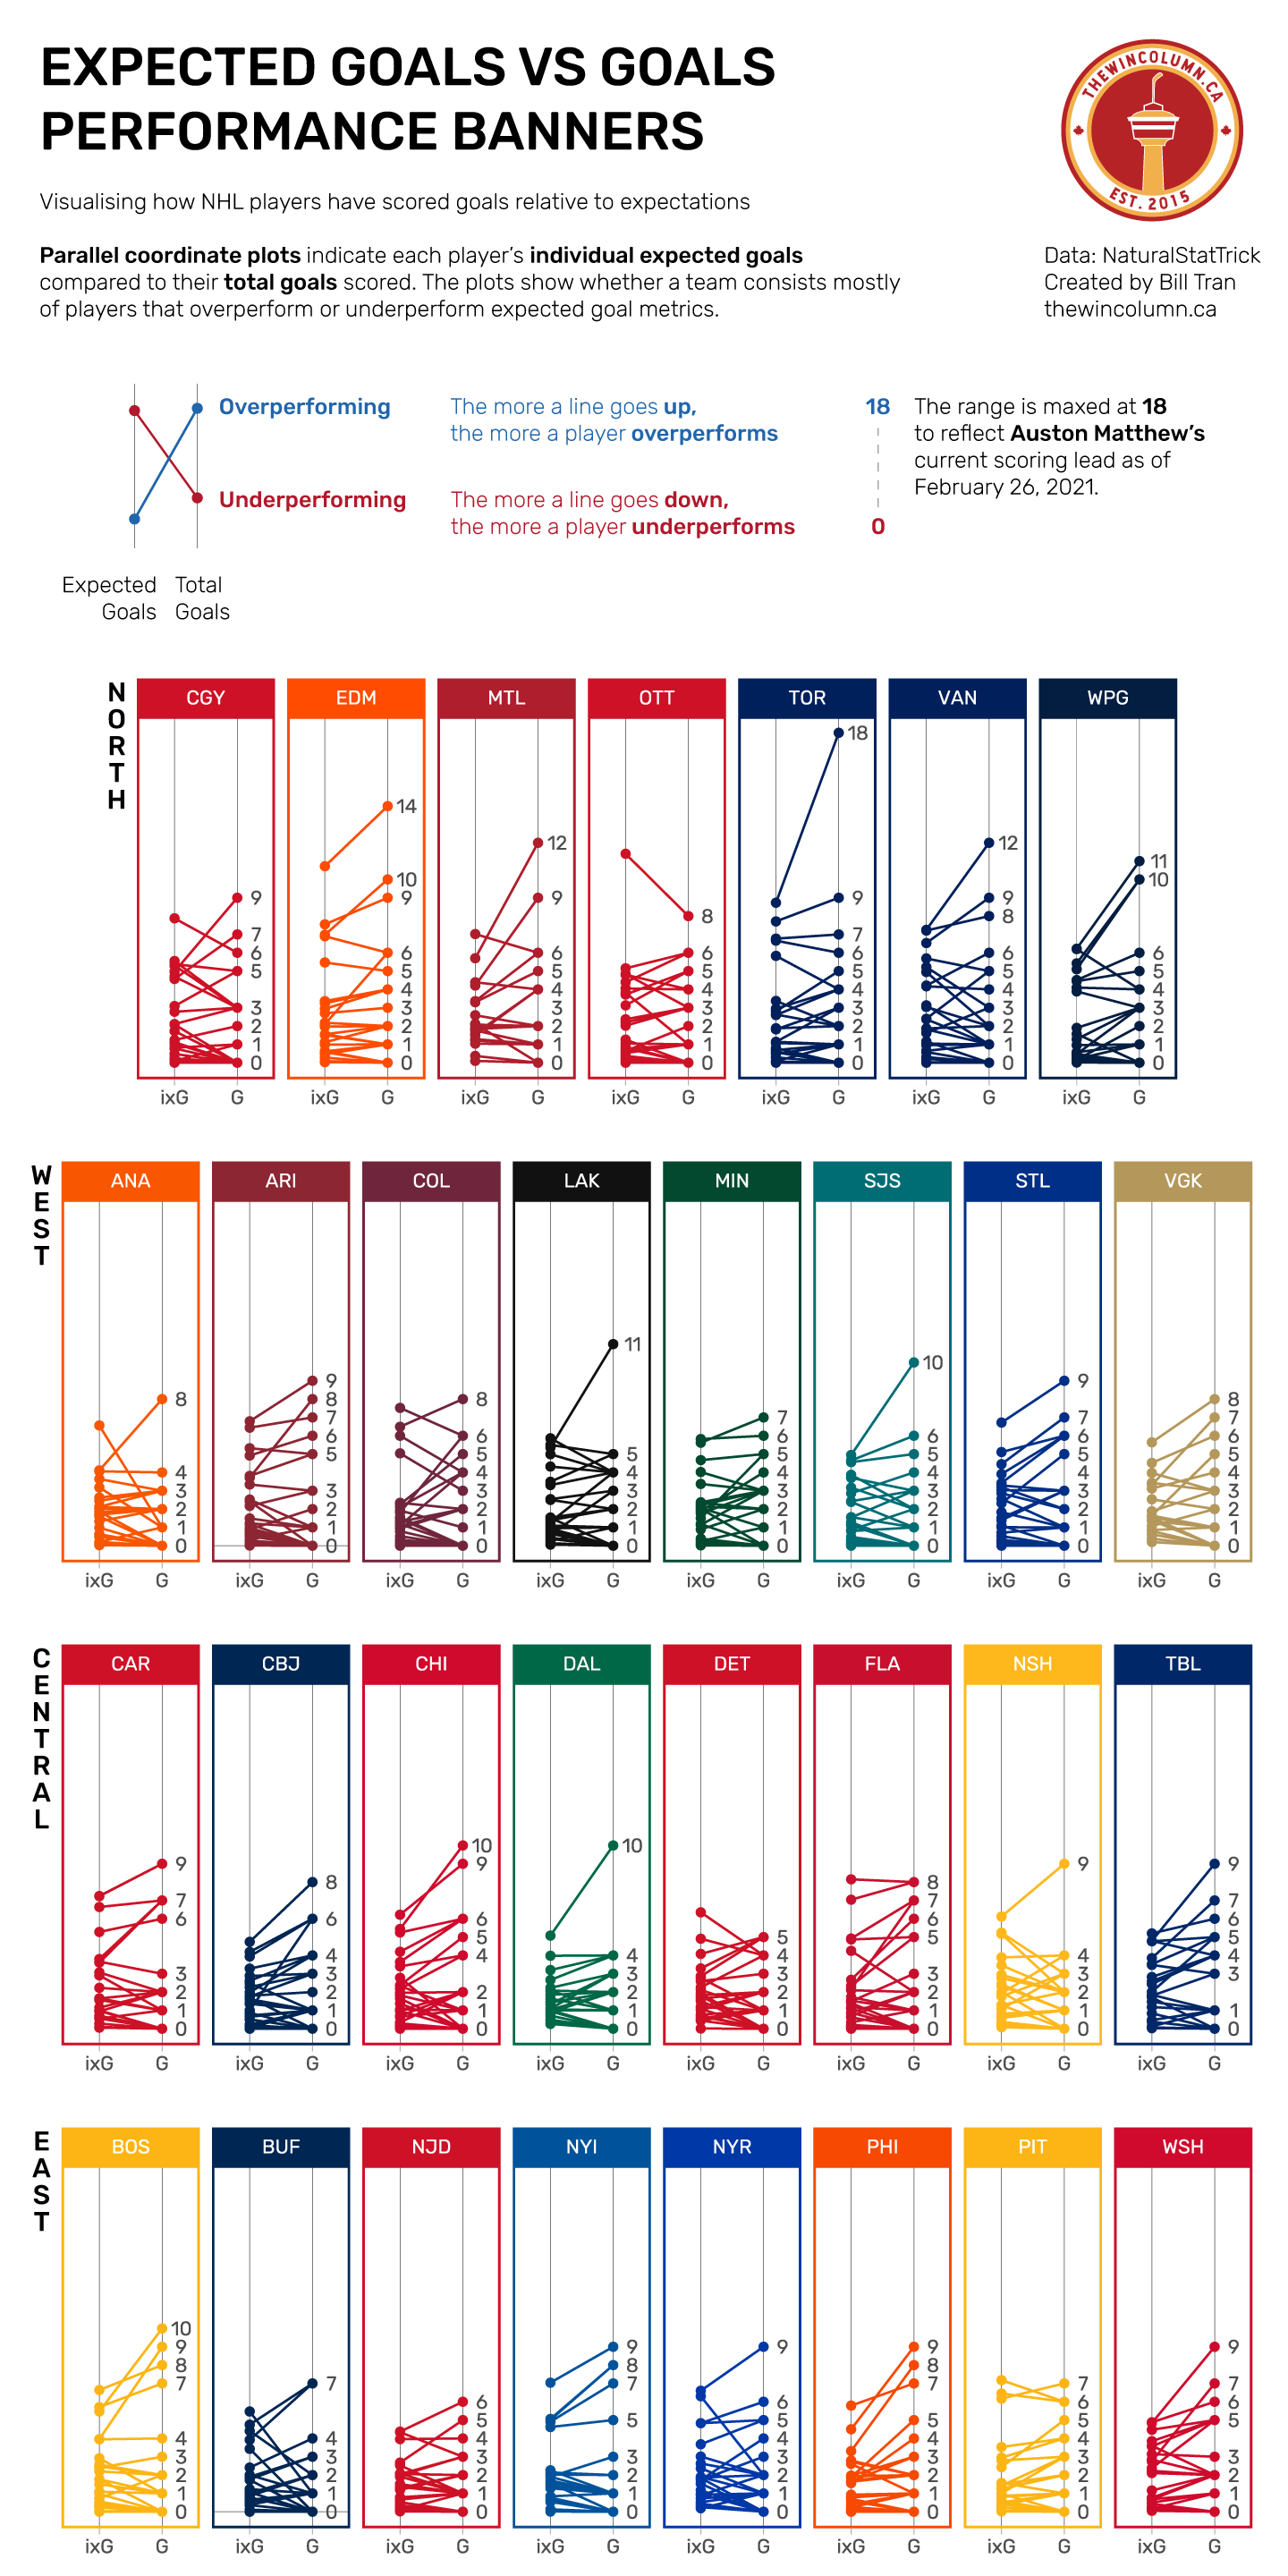 EXPECTED GOALS VS GOALS
PERFORMANCE BANNERS
THEWINCOLUMN.CA
EST. 2015
Visualising how NHL players have scored goals relative to expectations
Parallel coordinate plots indicate each player's individual expected goals
compared to their total goals scored. The plots show whether a team consists mostly
of players that overperform or underperform expected goal metrics.
Data: NaturalStatTrick
Created by Bill Tran
thewincolumn.ca
Overperforming
Underperforming
Expected Goals
Total Goals
The more a line goes up,
the more a player overperforms
The more a line goes down,
the more a player underperforms
18
0
The range is maxed at 18
to reflect Auston Matthew's
current scoring lead as of
February 26, 2021.
NORTH
CGY
9
7
6
5
3
2
1
0
ixG G
EDM
14
10
9
6
5
4
3
2
1
0
ixG G
MTL
12
9
6
5
4
3
2
1
0
ixG G
OTT
8
6
5
4
3
2
1
0
ixG G
TOR
18
9
7
6
5
4
3
2
1
0
ixG G
VAN
12
9
8
6
5
4
3
2
1
0
ixG G
WPG
11
10
6
5
4
3
2
1
0
ixG G
WEST
ANA
8
4
3
2
1
0
ixG G
ARI
9
8
7
6
5
3
2
1
0
ixG G
COL
8
6
5
4
3
2
1
0
ixG G
LAK
11
5
4
3
2
1
0
ixG G
MIN
7
6
5
4
3
2
1
0
ixG G
SJS
10
6
5
4
3
2
1
0
ixG G
STL
9
7
6
5
4
3
2
1
0
ixG G
VGK
8
7
6
5
4
3
2
1
0
ixG G
CENTRAL
CAR
9
7
6
3
2
1
0
ixG G
CBJ
8
6
4
3
2
1
0
ixG G
CHI
10
9
6
5
4
2
1
0
ixG G
DAL
10
4
3
2
1
0
ixG G
DET
5
4
3
2
1
0
ixG G
FLA
8
7
6
5
3
2
1
0
ixG G
NSH
9
4
3
2
1
0
ixG G
TBL
9
7
6
5
4
3
1
0
ixG G
EAST
BOS
10
9
8
7
4
3
2
1
0
ixG G
BUF
7
4
3
2
1
0
ixG G
NJD
6
5
4
3
2
1
0
ixG G
NYI
9
8
7
5
3
2
1
0
ixG G
NYR
9
6
5
4
3
2
1
0
ixG G
PHI
9
8
7
5
4
3
2
1
0
ixG G
PIT
7
6
5
4
3
2
1
0
ixG G
WSH
9
7
6
5
3
2
1
0
ixG G